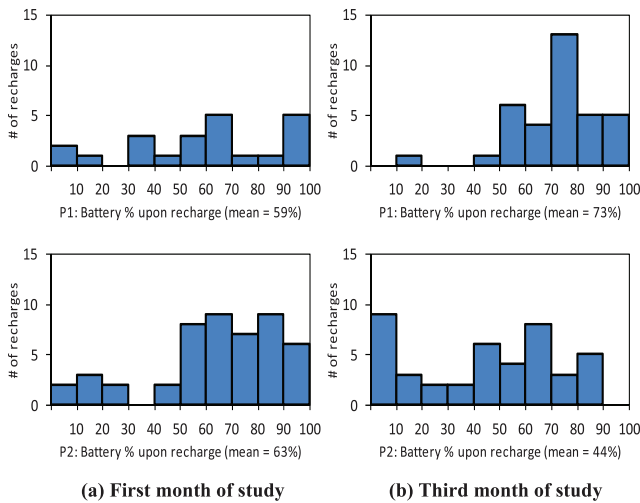 15
10
5
0
# of recharges
10 20 30 40 50 60 70 80 90 100
P1: Battery % upon recharge (mean = 59%)
15
10
5
0
# of recharges
10 20 30 40 50 60 70 80 90 100
P1: Battery % upon recharge (mean = 73%)
15
10
5
0
# of recharges
10 20 30 40 50 60 70 80 90 100
P2: Battery % upon recharge (mean = 63%)
15
10
5
0
# of recharges
10 20 30 40 50 60 70 80 90 100
P2: Battery % upon recharge (mean = 44%)
(a) First month of study
(b) Third month of study